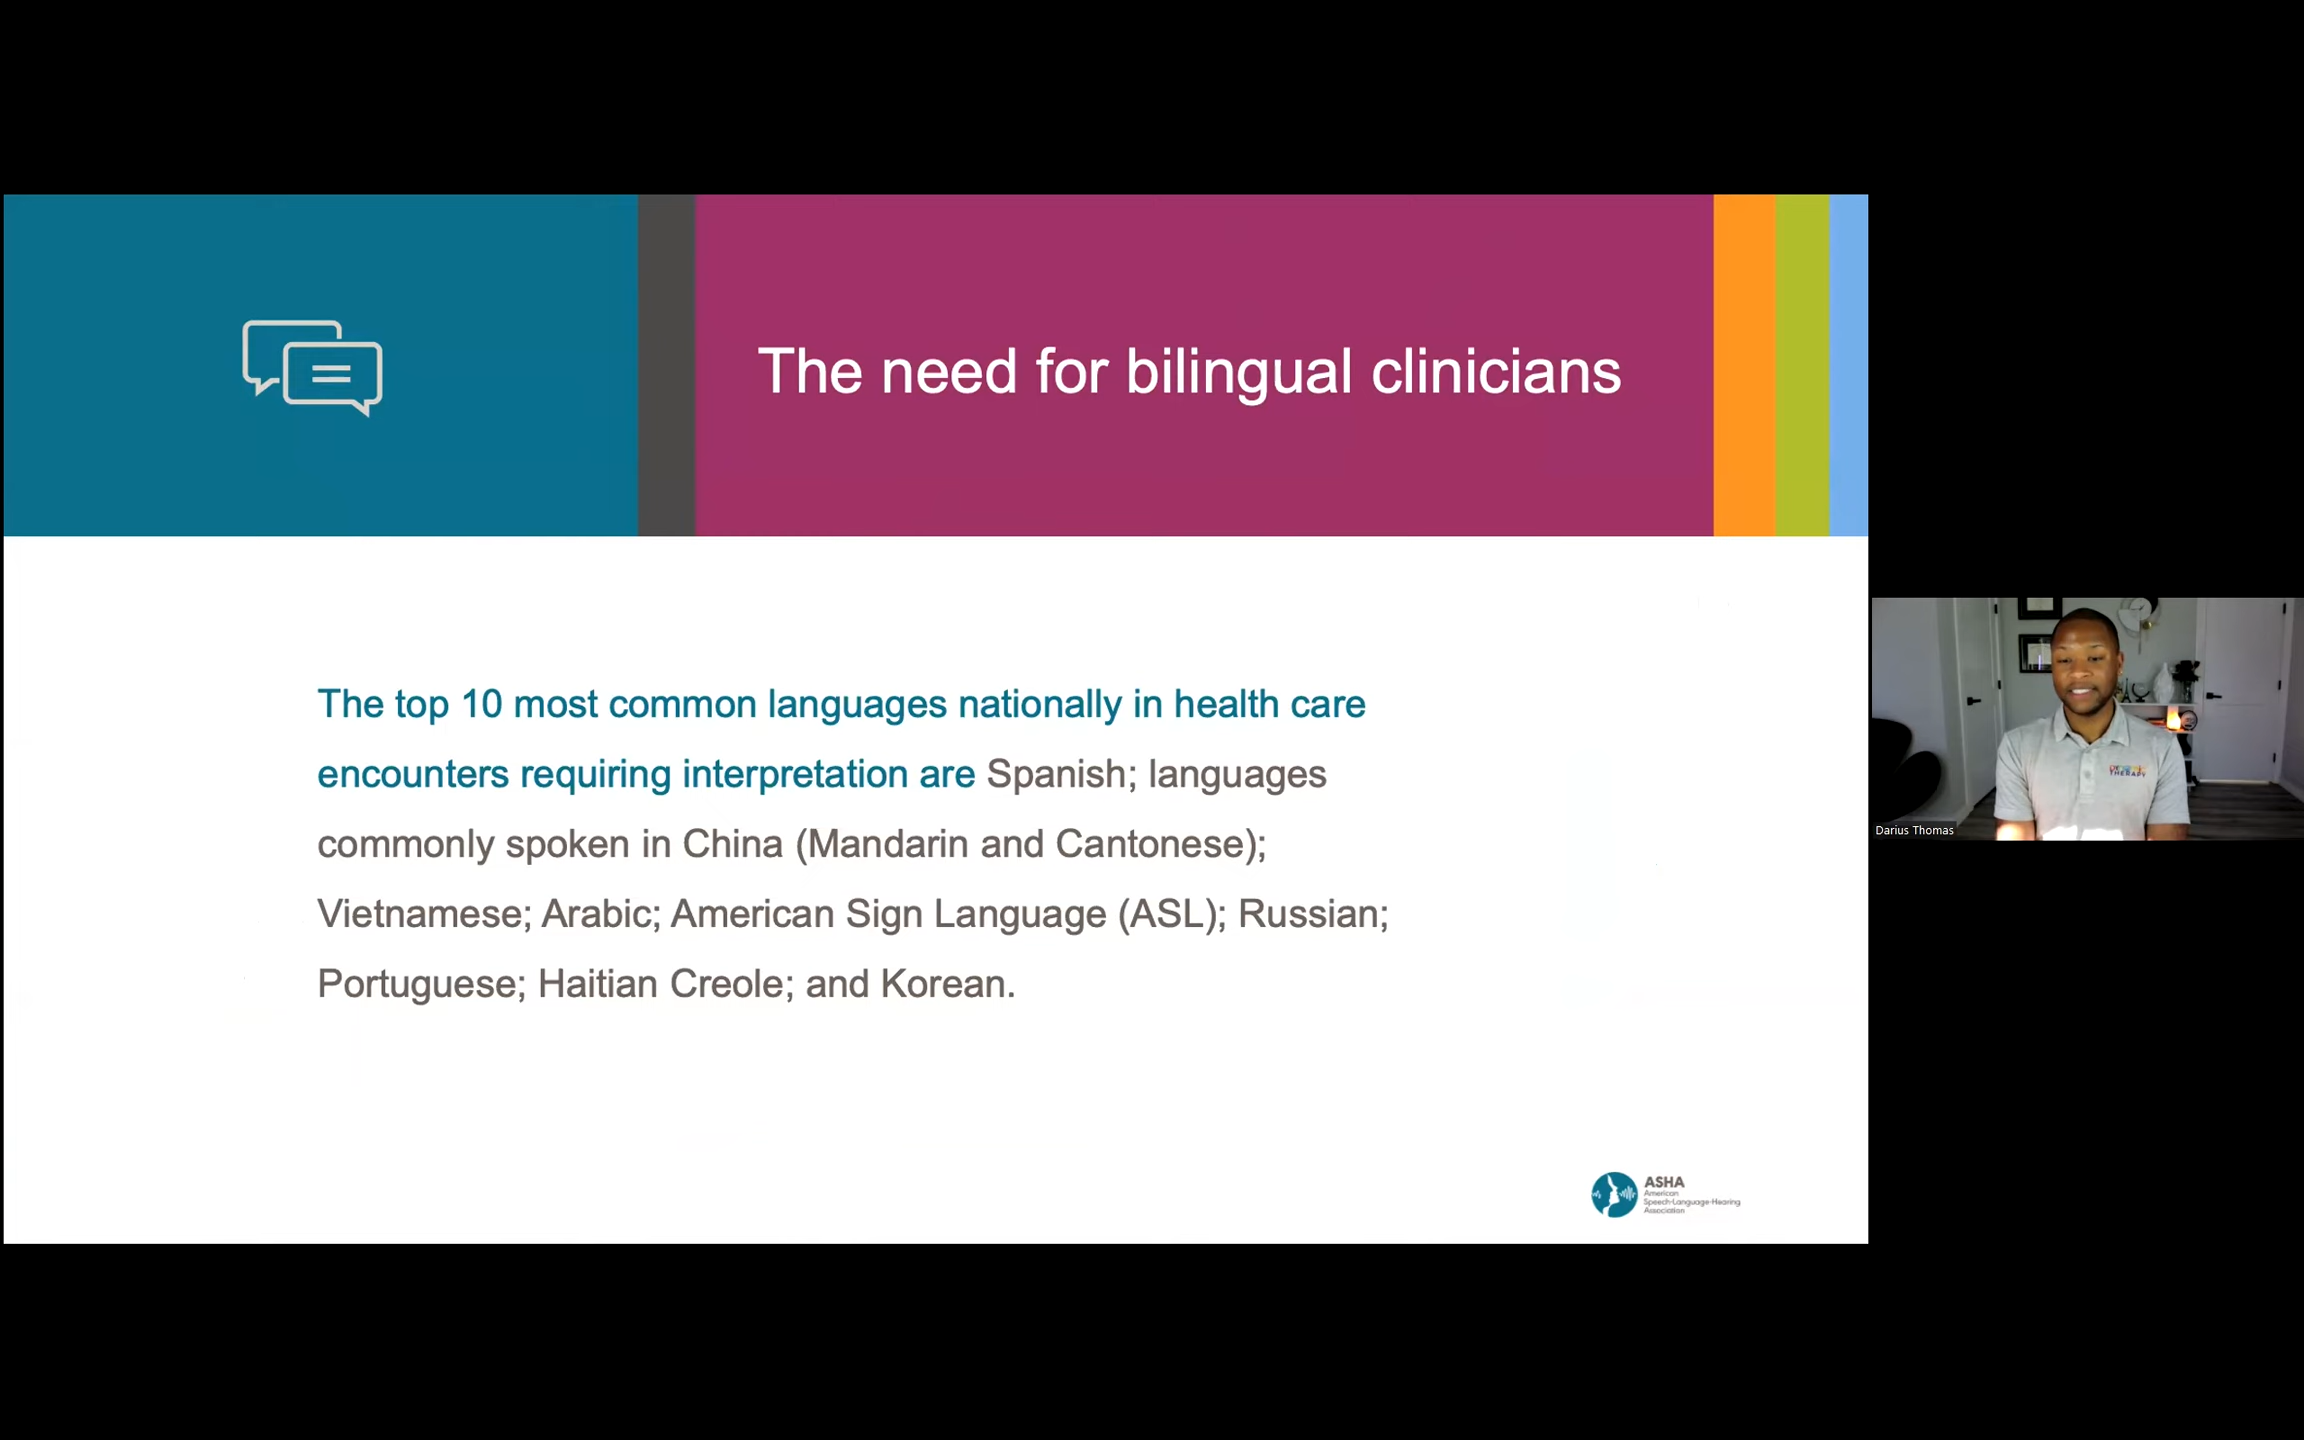 The need for bilingual clinicians
The top 10 most common languages nationally in health care
encounters requiring interpretation are Spanish; languages
commonly spoken in China (Mandarin and Cantonese);
Vietnamese; Arabic; American Sign Language (ASL); Russian;
Portuguese; Haitian Creole; and Korean.
THERAPY
Darius Thomas
ASHA
American
Speech-Language-Hearing
Association